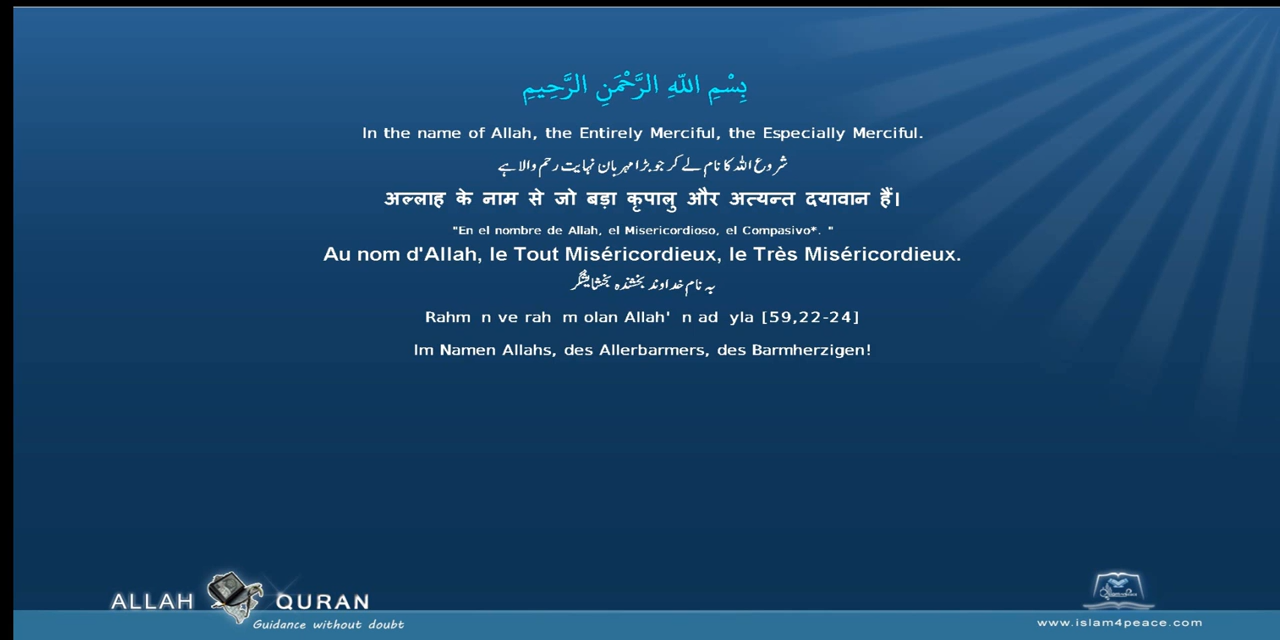 بِسْمِ اللَّهِ الرَّحْمَنِ الرَّحِيمِ
In the name of Allah, the Entirely Merciful, the Especially Merciful.
شروع الله کا نام لے کر جو بڑا مہربان نہایت رحم والا ہے
अल्लाह के नाम से जो बड़ा कृपालु और अत्यन्त दयावान हैं।
"En el nombre de Allah, el Misericordioso, el Compasivo*. "
Au nom d'Allah, le Tout Miséricordieux, le Très Miséricordieux.
به نام خداوند بخشنده بخشایشگر
Rahm n ve rah m olan Allah' n ad yla [59,22-24]
Im Namen Allahs, des Allerbarmers, des Barmherzigen!
ALLAH QURAN
Guidance without doubt
www.islam4peace.com